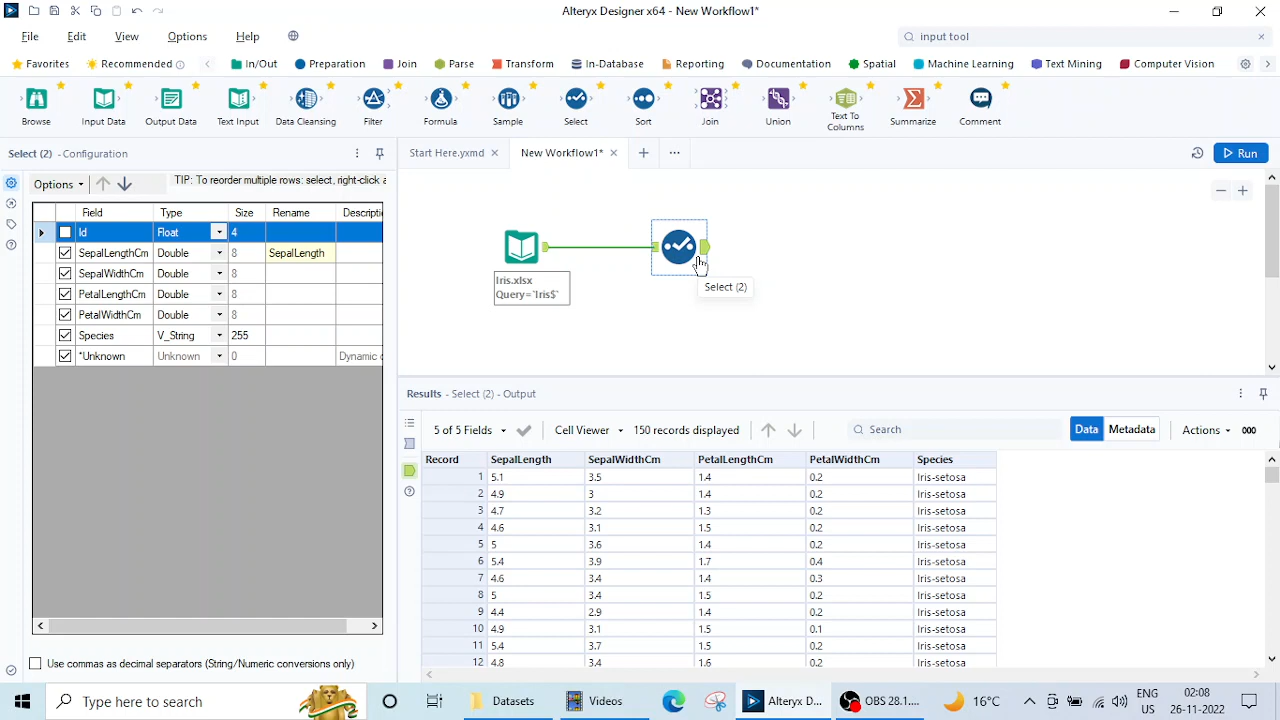 Alteryx Designer x64 - New Workflow1*
File Edit View Options Help
input tool
Favorites Recommended In/Out Preparation Join Parse Transform In-Database Reporting Documentation Spatial Machine Learning Text Mining Computer Vision
Browse Input Data Output Data Text Input Data Cleansing Filter Formula Sample Select Sort Join Union Text To Columns Summarize Comment
Select (2) - Configuration
Start Here.yxmd New Workflow1*
Run
Options
TIP: To reorder multiple rows: select, right-click a
Field Type Size Rename Descripti
Id Float 4
SepalLengthCm Double 8 SepalLength
SepalWidthCm Double 8
PetalLengthCm Double 8
PetalWidthCm Double 8
Species V_String 255
*Unknown Unknown 0 Dynamic o
Use commas as decimal separators (String/Numeric conversions only)
Iris.xlsx
Query=`Iris$`
Select (2)
Results - Select (2) - Output
5 of 5 Fields Cell Viewer 150 records displayed Search Data Metadata Actions 000
Record SepalLength SepalWidthCm PetalLengthCm PetalWidthCm Species
1 5.1 3.5 1.4 0.2 Iris-setosa
2 4.9 3 1.4 0.2 Iris-setosa
3 4.7 3.2 1.3 0.2 Iris-setosa
4 4.6 3.1 1.5 0.2 Iris-setosa
5 5 3.6 1.4 0.2 Iris-setosa
6 5.4 3.9 1.7 0.4 Iris-setosa
7 4.6 3.4 1.4 0.3 Iris-setosa
8 5 3.4 1.5 0.2 Iris-setosa
9 4.4 2.9 1.4 0.2 Iris-setosa
10 4.9 3.1 1.5 0.1 Iris-setosa
11 5.4 3.7 1.5 0.2 Iris-setosa
12 4.8 3.4 1.6 0.2 Iris-setosa
Type here to search
Datasets
Videos
Alteryx D...
OBS 28.1....
16°C
ENG
US
02:08
26-11-2022